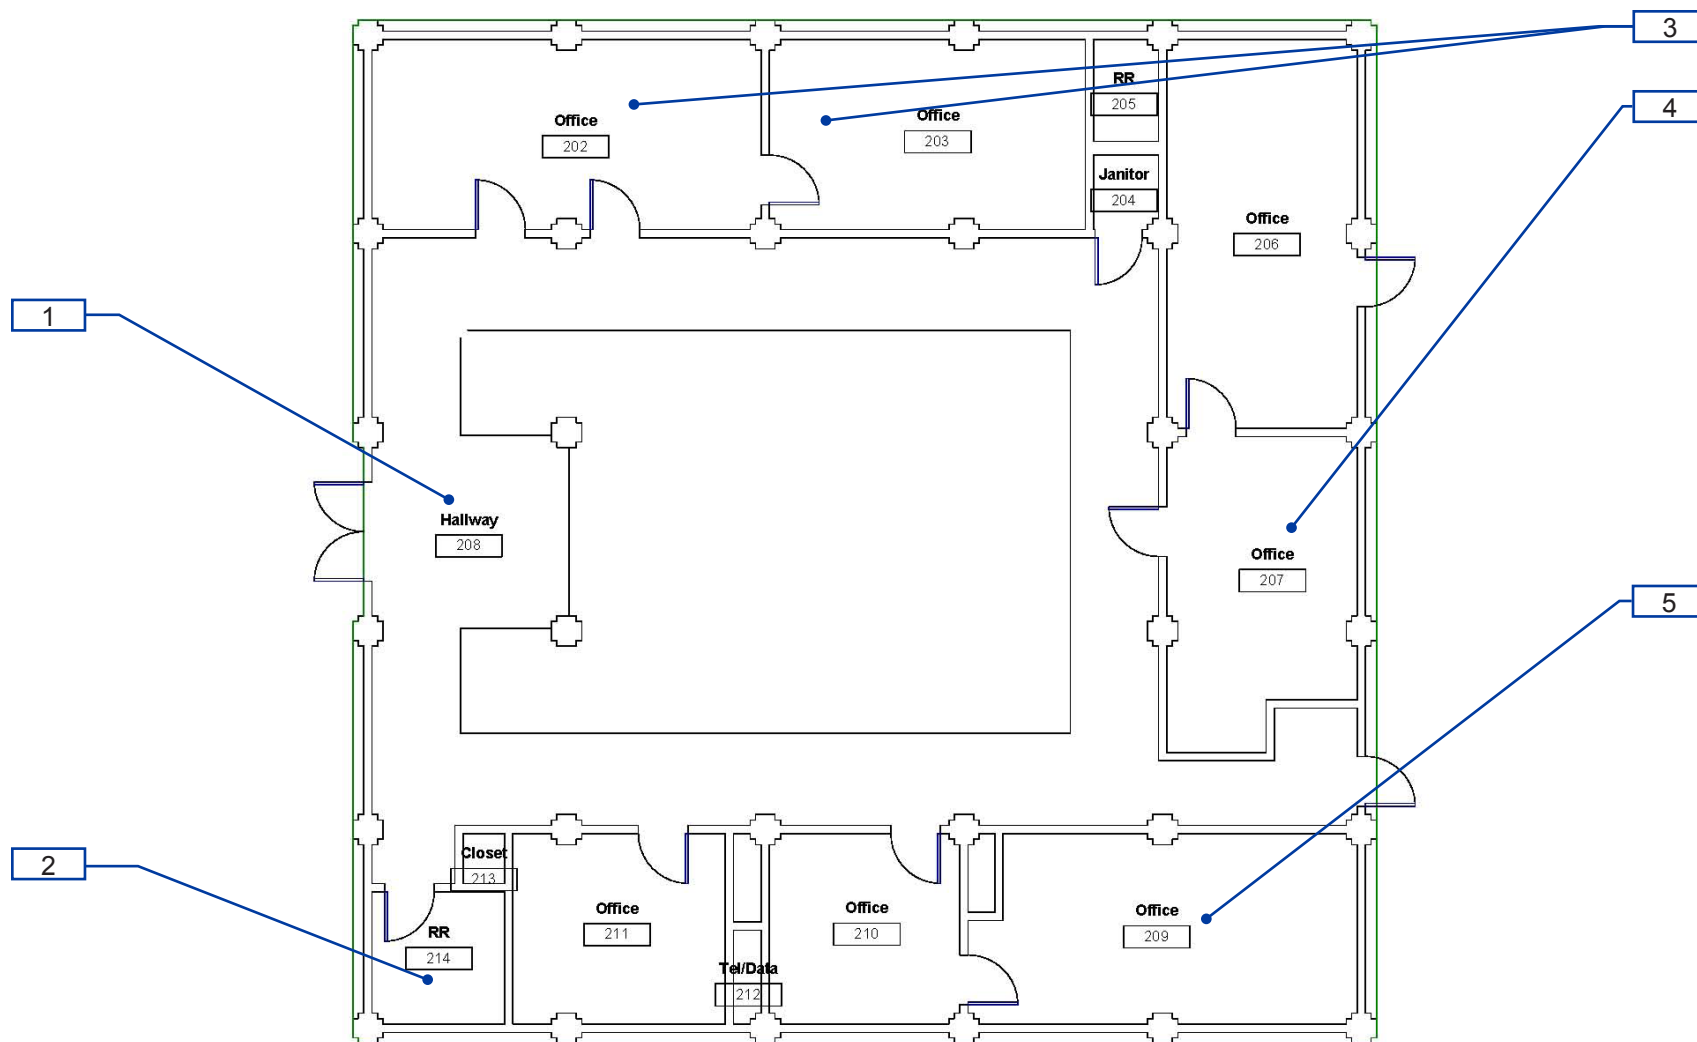 3
RR
205
4
Office
202
Office
203
Janitor
204
Office
206
1
Hallway
208
Office
207
5
2
Closet
213
RR
214
Office
211
Office
210
Office
209
Tel/Data
212